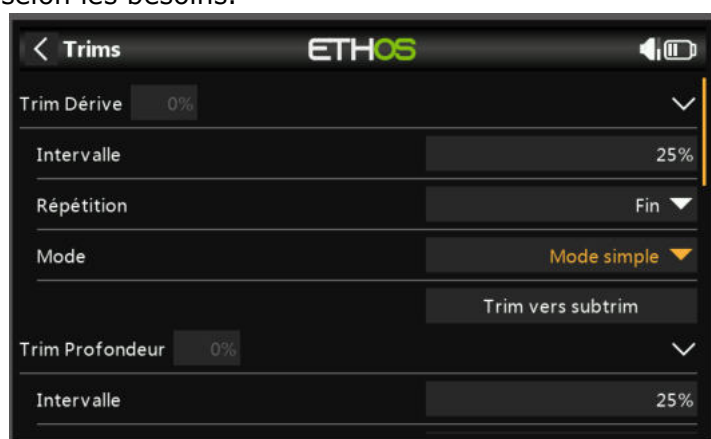 selon les besoins.
Trims ETHOS
Trim Dérive 0%
Intervalle 25%
Répétition Fin
Mode Mode simple
Trim vers subtrim
Trim Profondeur 0%
Intervalle 25%